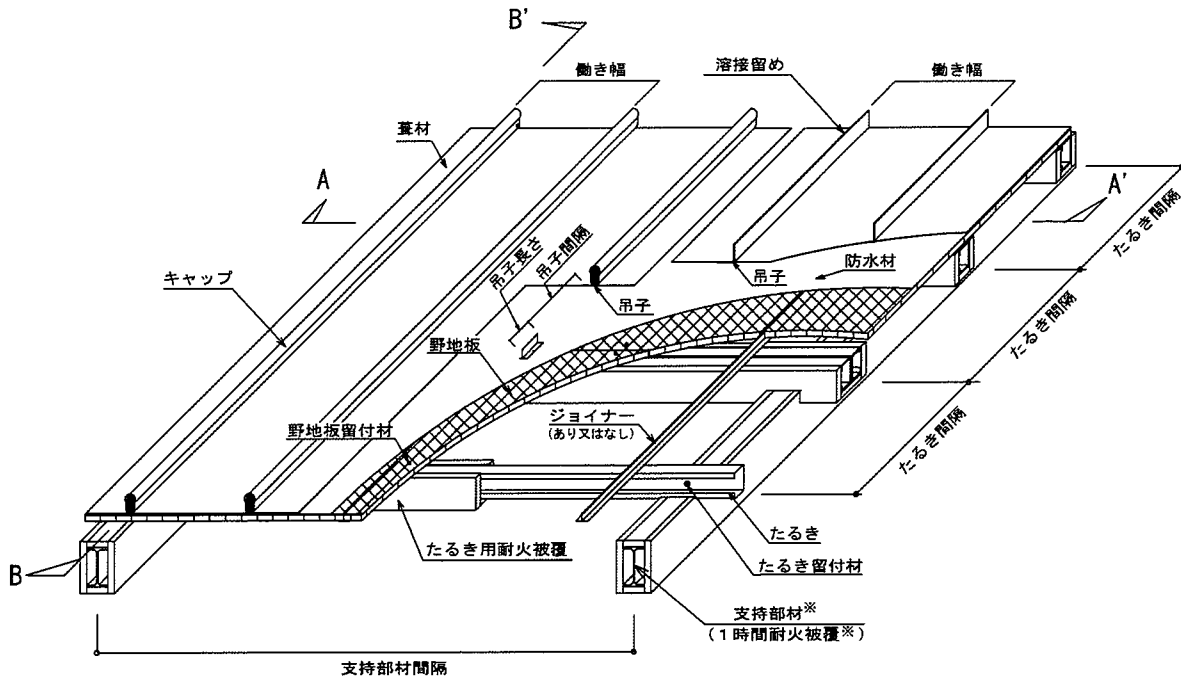 B'
働き幅
溶接留め
働き幅
葺材
A
A'
たるき間隔
吊子長さ
吊子間隔
防水材
吊子
キャップ
吊子
たるき間隔
野地板
ジョイナー
(あり又はなし)
野地板留付材
たるき間隔
たるき
たるき用耐火被覆
たるき留付材
B
支持部材※
(1時間耐火被覆※)
支持部材間隔